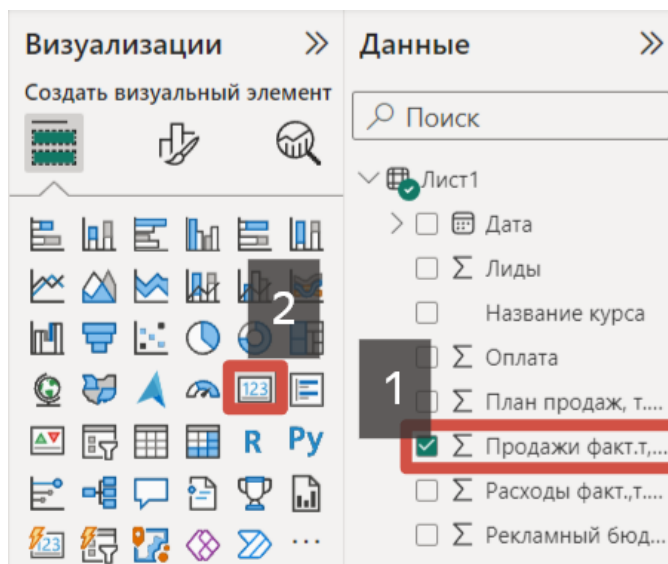 Визуализации
Создать визуальный элемент
2
123
R Py
123
Данные
Поиск
Лист1
Дата
Σ Лиды
Название курса
Σ Оплата
1
Σ План продаж, т....
Σ Продажи факт.т,...
Σ Расходы факт.,т....
Σ Рекламный бюд...